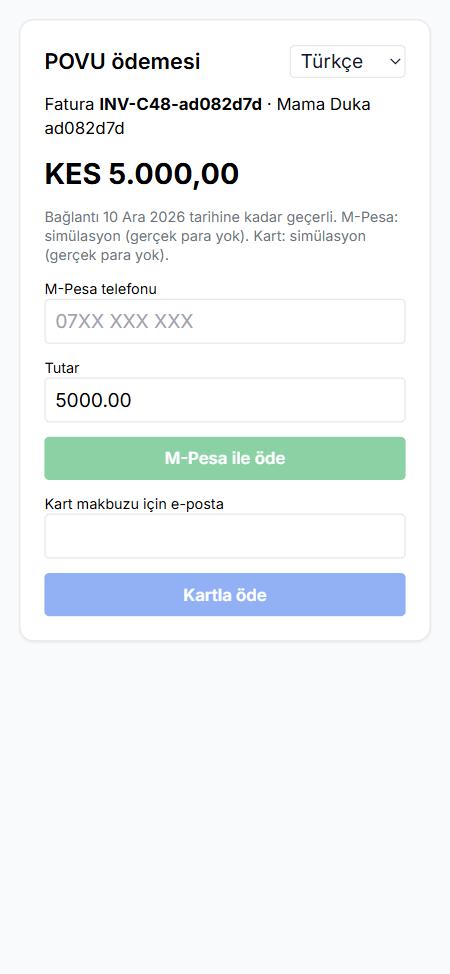 POVU ödemesi
Türkçe
Fatura INV-C48-ad082d7d · Mama Duka
ad082d7d
KES 5.000,00
Bağlantı 10 Ara 2026 tarihine kadar geçerli. M-Pesa:
simülasyon (gerçek para yok). Kart: simülasyon
(gerçek para yok).
M-Pesa telefonu
07XX XXX XXX
Tutar
5000.00
M-Pesa ile öde
Kart makbuzu için e-posta
Kartla öde